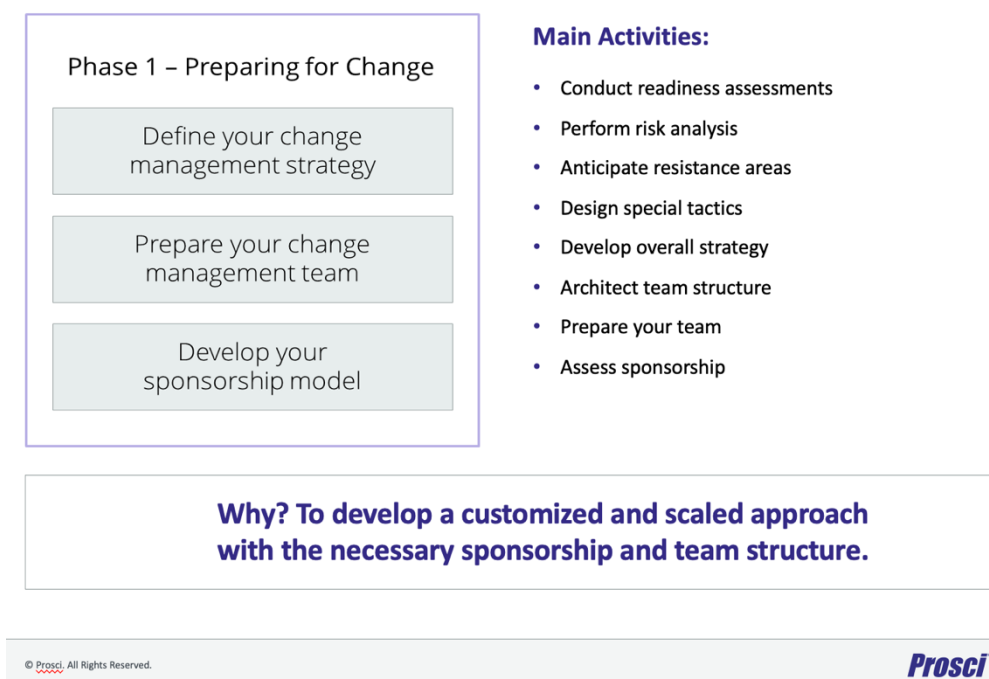 Phase 1 – Preparing for Change
Define your change
management strategy
Prepare your change
management team
Develop your
sponsorship model
Main Activities:
• Conduct readiness assessments
• Perform risk analysis
• Anticipate resistance areas
• Design special tactics
• Develop overall strategy
• Architect team structure
• Prepare your team
• Assess sponsorship
Why? To develop a customized and scaled approach
with the necessary sponsorship and team structure.
© Prosci. All Rights Reserved.
Prosci